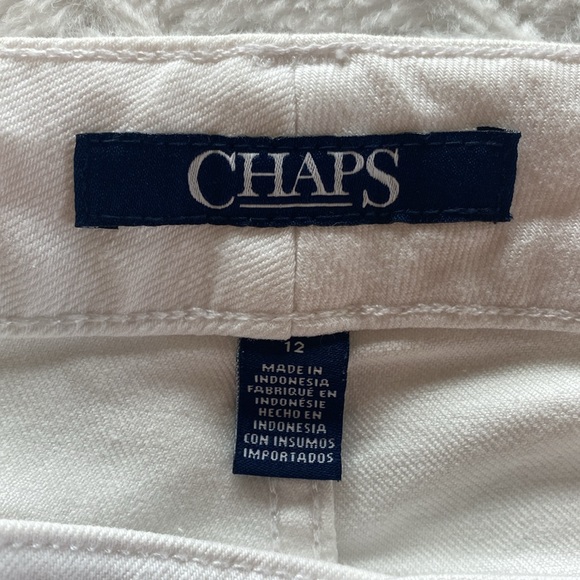 CHAPS
12
MADE IN
INDONESIA
FABRIQUÉ EN
INDONÉSIE
HECHO EN
INDONESIA
CON INSUMOS
IMPORTADOS